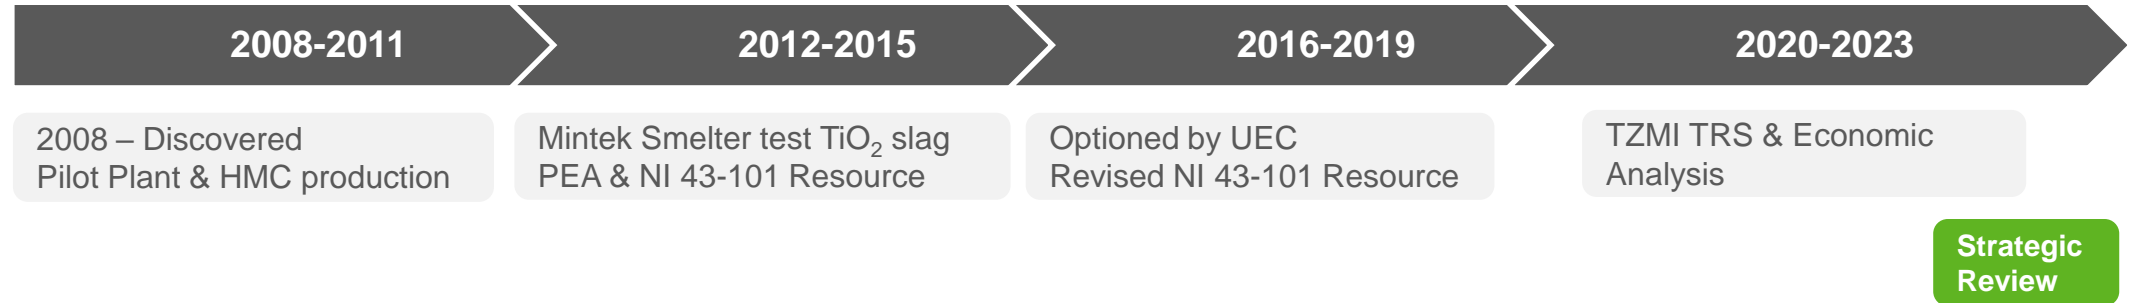 2008-2011
2012-2015
2016-2019
2020-2023
2008 – Discovered
Pilot Plant & HMC production
Mintek Smelter test TiO₂ slag
PEA & NI 43-101 Resource
Optioned by UEC
Revised NI 43-101 Resource
TZMI TRS & Economic
Analysis
Strategic
Review